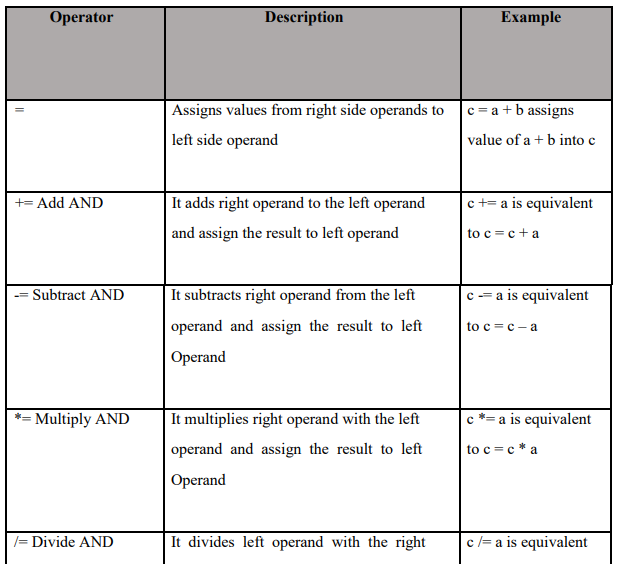 Operator Description Example
= Assigns values from right side operands to c = a + b assigns
left side operand value of a + b into c
+= Add AND It adds right operand to the left operand c += a is equivalent
and assign the result to left operand to c = c + a
-= Subtract AND It subtracts right operand from the left c -= a is equivalent
operand and assign the result to left to c = c – a
Operand
*= Multiply AND It multiplies right operand with the left c *= a is equivalent
operand and assign the result to left to c = c * a
Operand
/= Divide AND It divides left operand with the right c /= a is equivalent